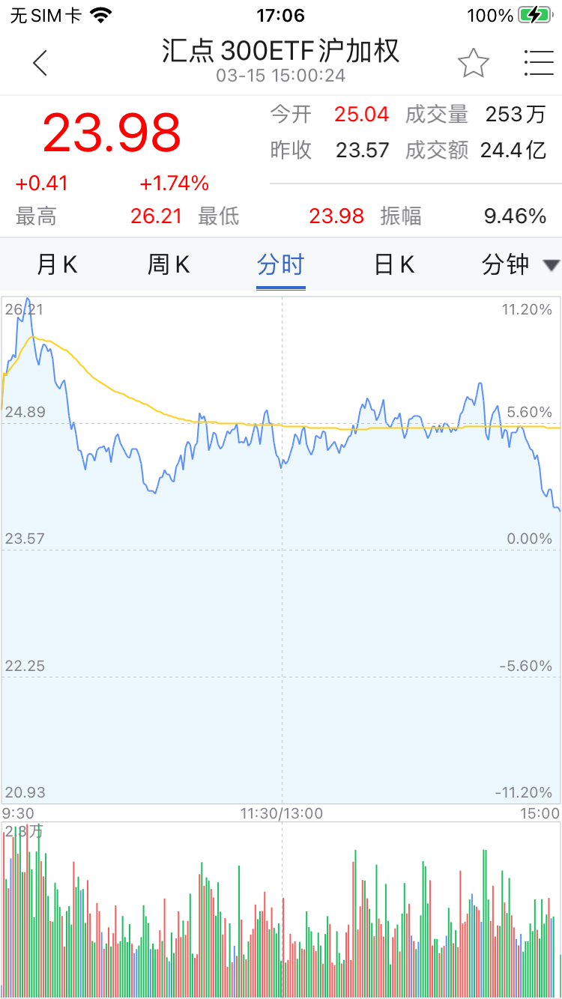 无SIM卡 17:06 100%
汇点300ETF沪加权
03-15 15:00:24
23.98 今开 25.04 成交量 253万
昨收 23.57 成交额 24.4亿
+0.41 +1.74%
最高 26.21 最低 23.98 振幅 9.46%
月K 周K 分时 日K 分钟
26.21 11.20%
24.89 5.60%
23.57 0.00%
22.25 -5.60%
20.93 -11.20%
9:30 11:30/13:00 15:00
2.3万